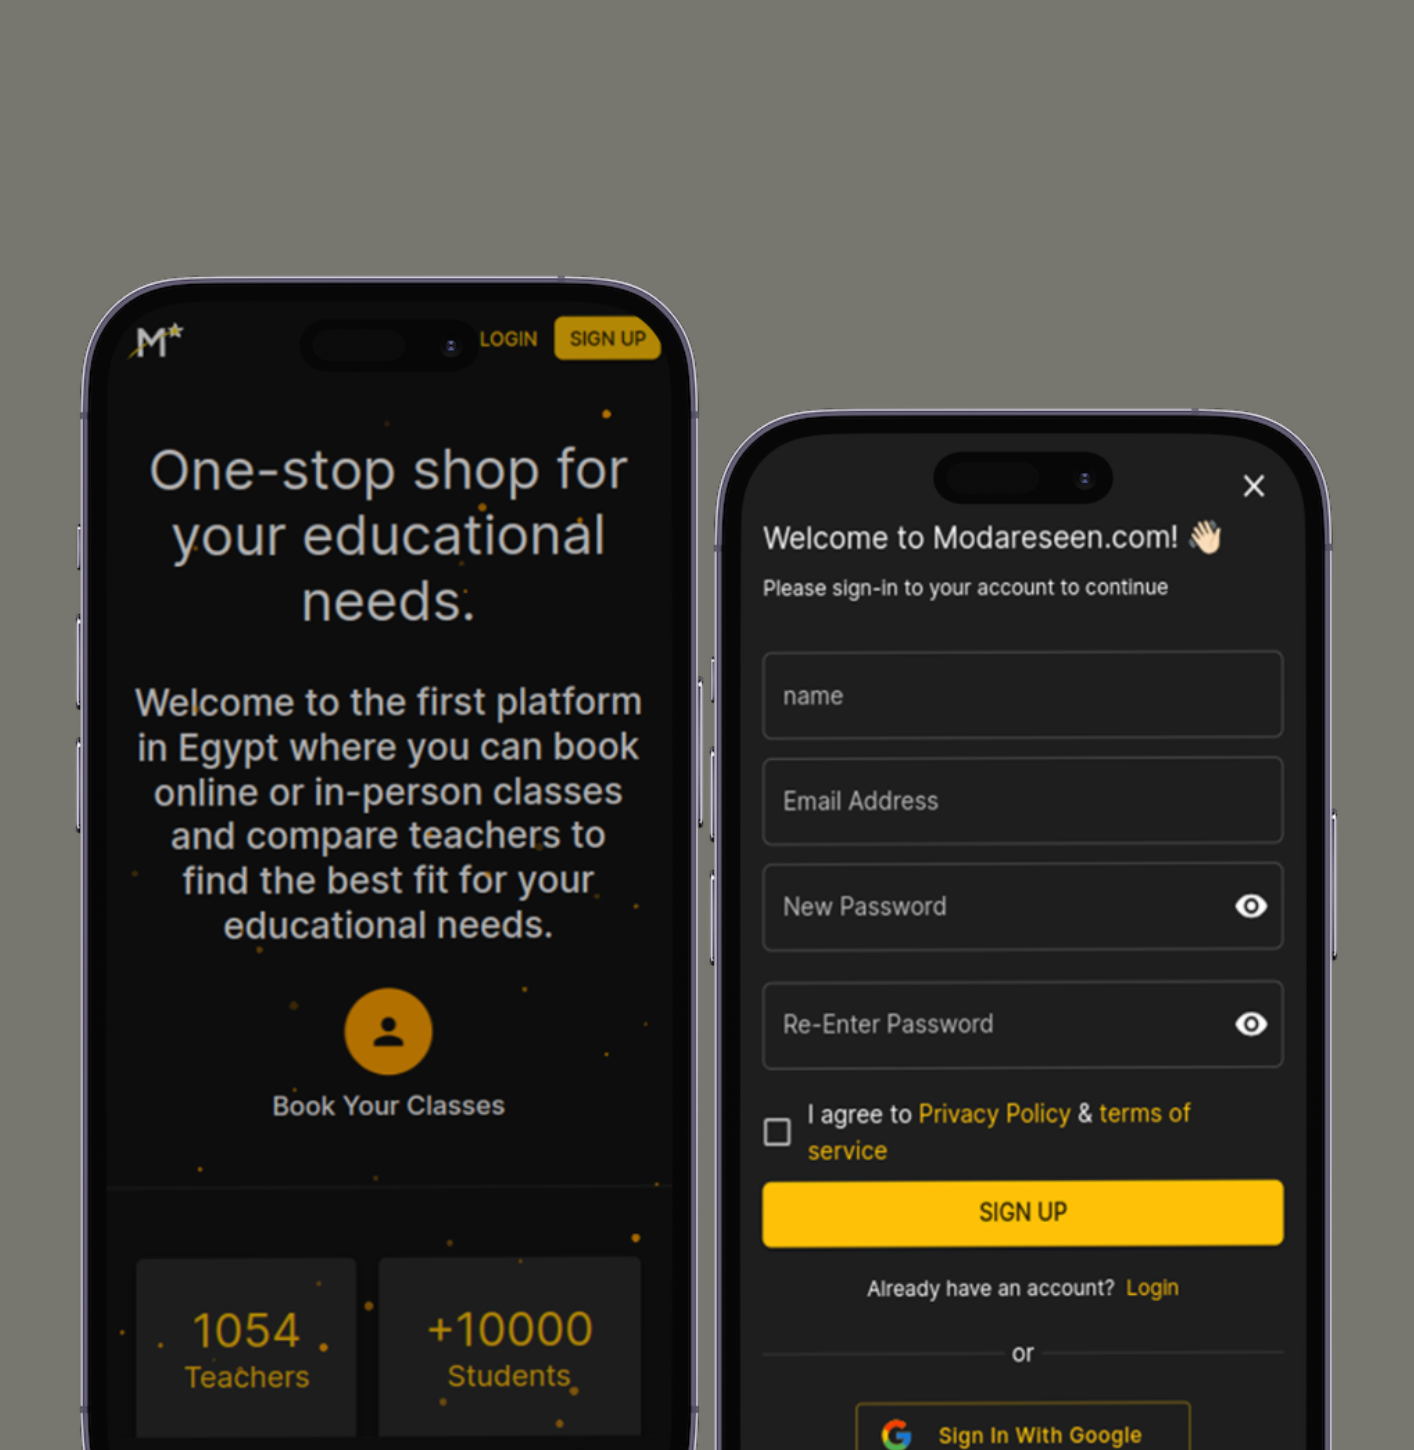 M
LOGIN
SIGN UP
One-stop shop for
your educational
needs.
Welcome to the first platform
in Egypt where you can book
online or in-person classes
and compare teachers to
find the best fit for your
educational needs.
Book Your Classes
1054
Teachers
+10000
Students
Welcome to Modareseen.com! 👋🏻
Please sign-in to your account to continue
name
Email Address
New Password
Re-Enter Password
I agree to Privacy Policy & terms of
service
SIGN UP
Already have an account? Login
or
Sign In With Google